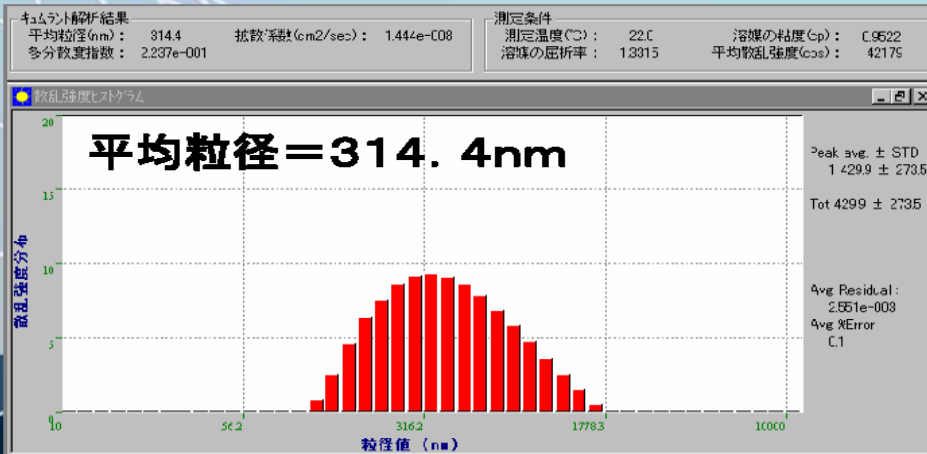 キュムラント解析結果
平均粒径(nm)： 314.4 拡散係数(cm2/sec)： 1.444e-008
多分散度指数： 2.237e-001
測定条件
測定温度(℃)： 22.0 溶媒の粘度(cp)： 0.9522
溶媒の屈折率： 1.3315 平均散乱強度(cps)： 42179
散乱強度ヒストグラム
平均粒径＝314.4nm
Peak avg. ± STD
1 429.9 ± 273.5
Tot 429.9 ± 273.5
Avg Residual:
2.551e-003
Avg %Error
0.1
散乱強度分布
20
15
10
5
0
10 56.2 316.2 1778.3 10000
粒径値 (nm)